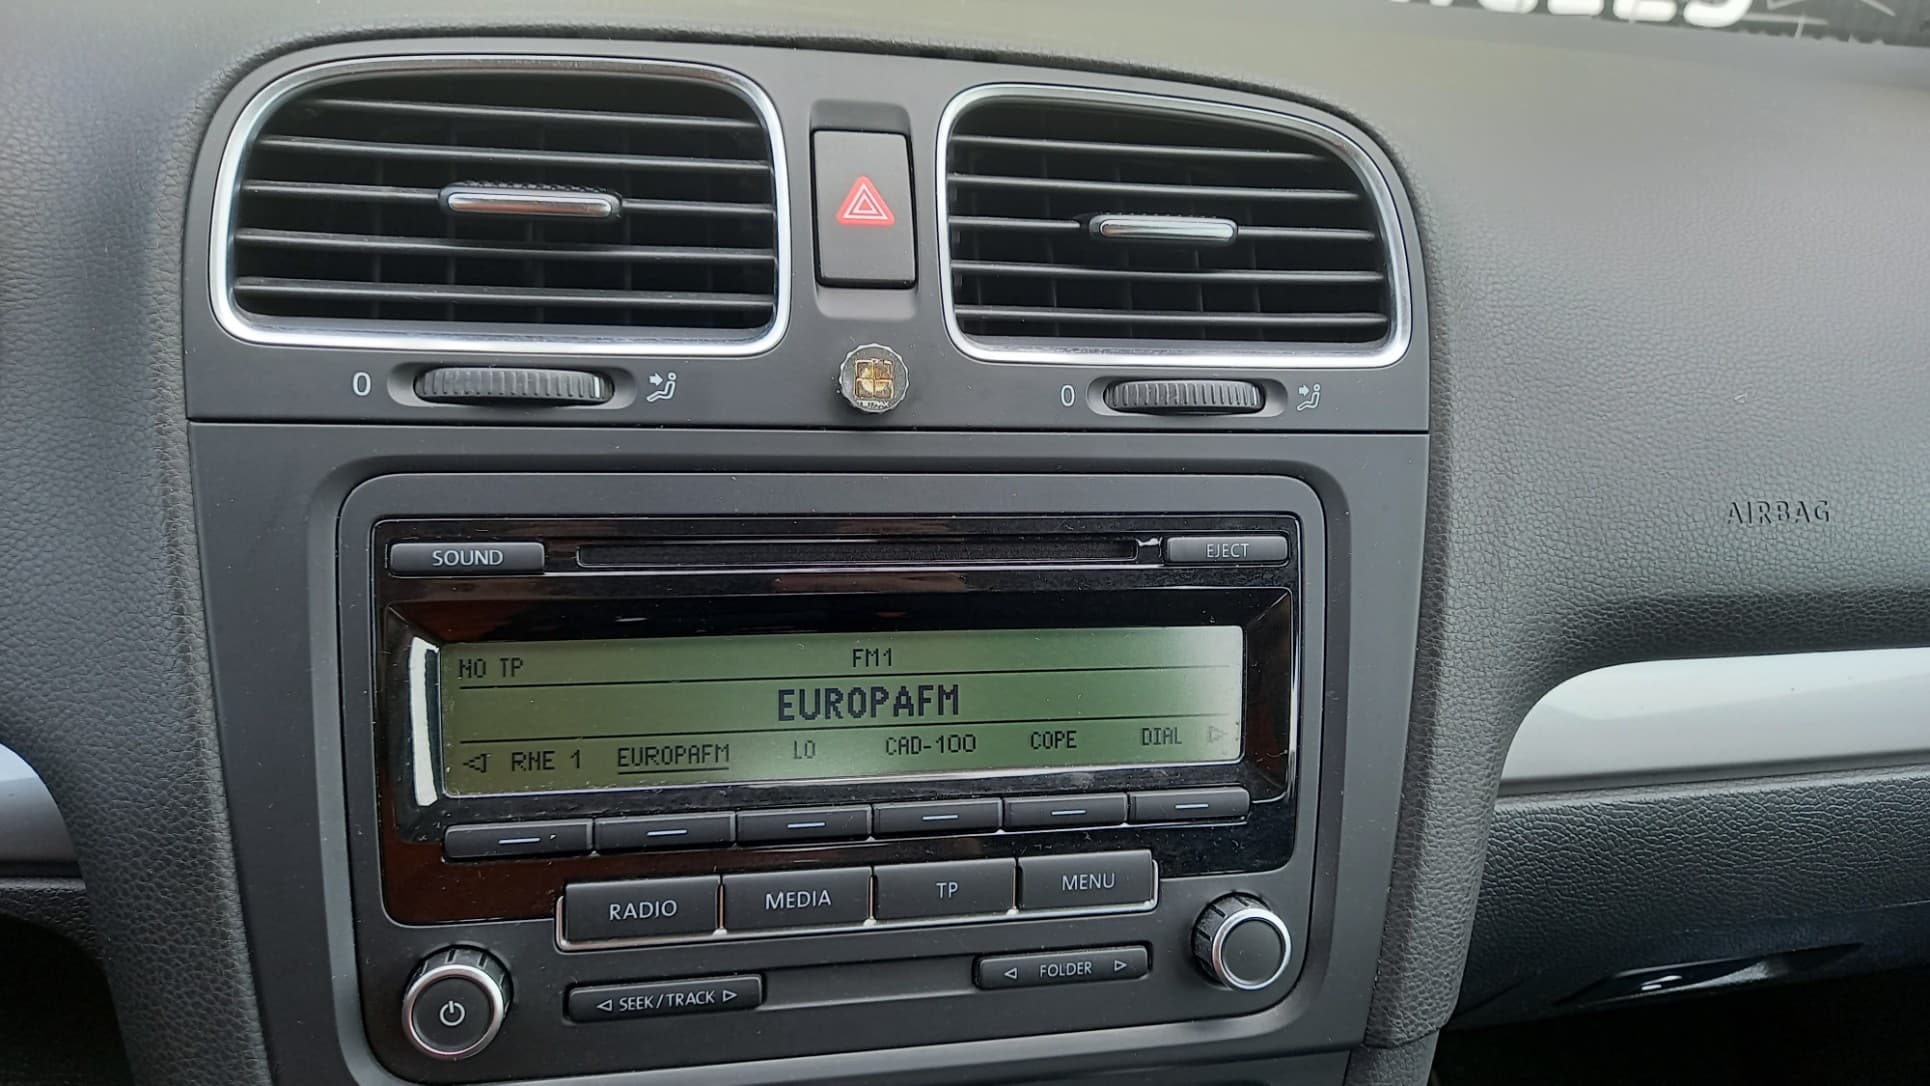 0
0
AIRBAG
SOUND
EJECT
NO TP FM1
EUROPAFM
RNE 1 EUROPAFM LO CAD-100 COPE DIAL
RADIO MEDIA TP MENU
SEEK/TRACK
FOLDER